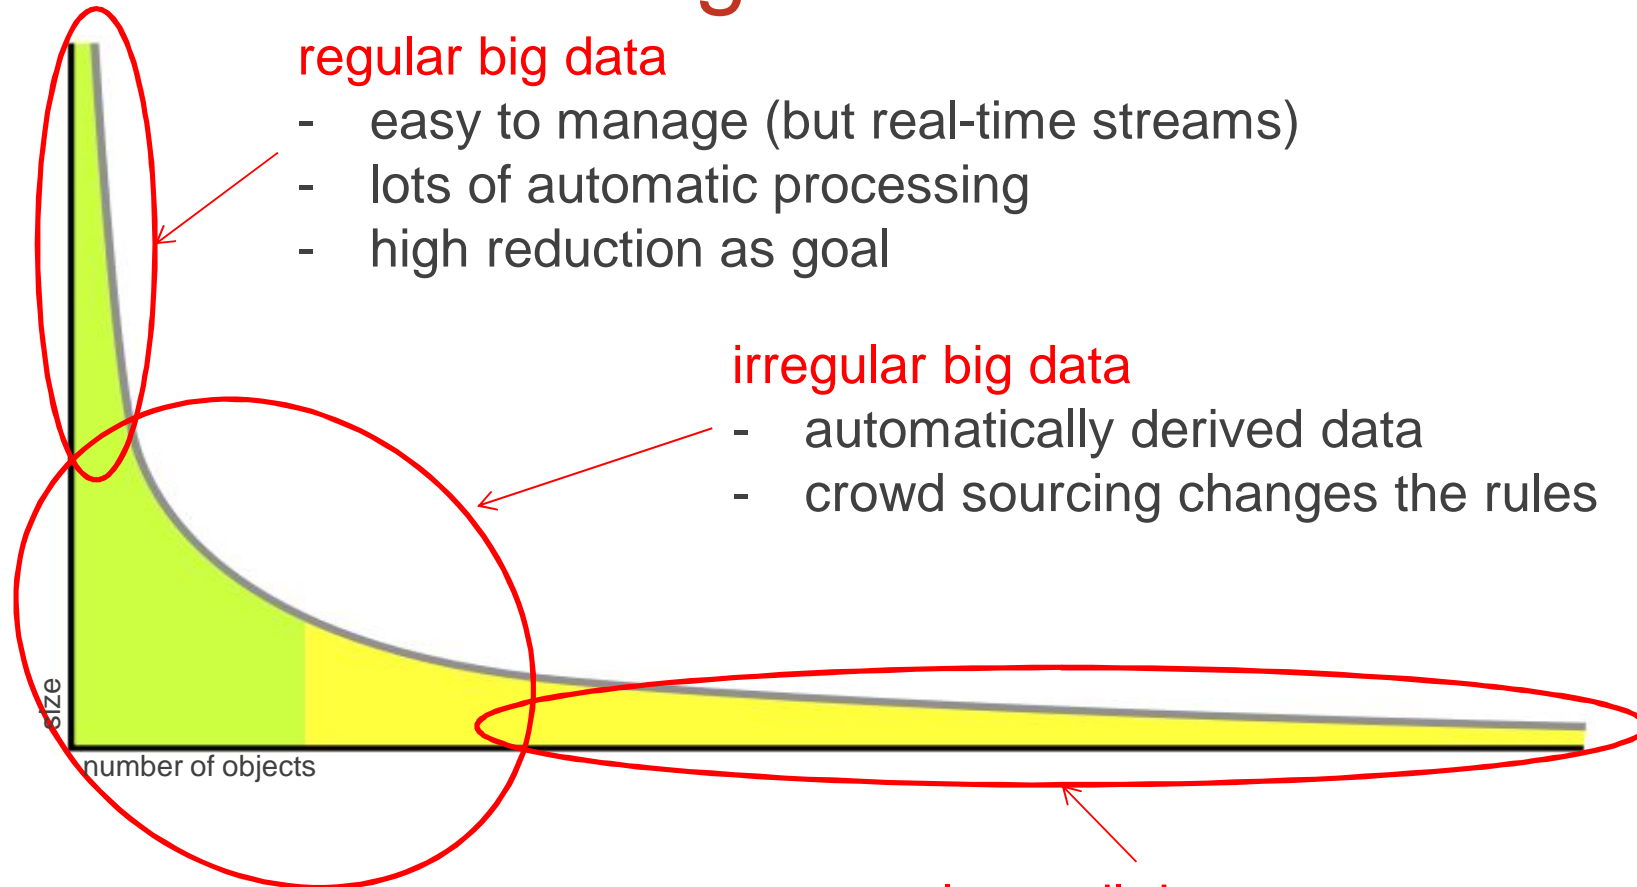 regular big data
- easy to manage (but real-time streams)
- lots of automatic processing
- high reduction as goal
irregular big data
- automatically derived data
- crowd sourcing changes the rules
size
number of objects